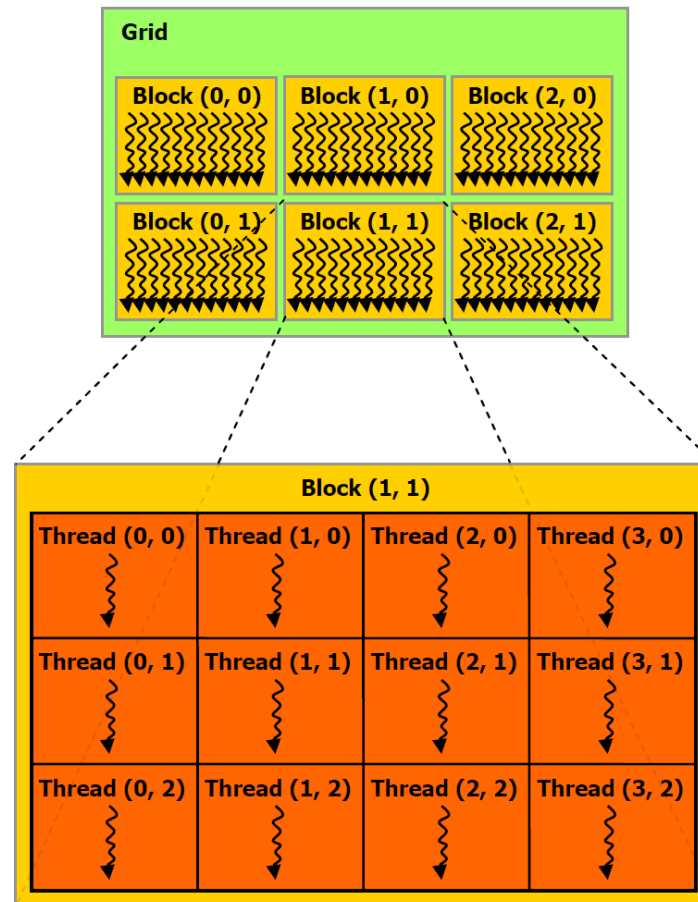 Grid
Block (0, 0) Block (1, 0) Block (2, 0)
Block (0, 1) Block (1, 1) Block (2, 1)
Block (1, 1)
Thread (0, 0) Thread (1, 0) Thread (2, 0) Thread (3, 0)
Thread (0, 1) Thread (1, 1) Thread (2, 1) Thread (3, 1)
Thread (0, 2) Thread (1, 2) Thread (2, 2) Thread (3, 2)